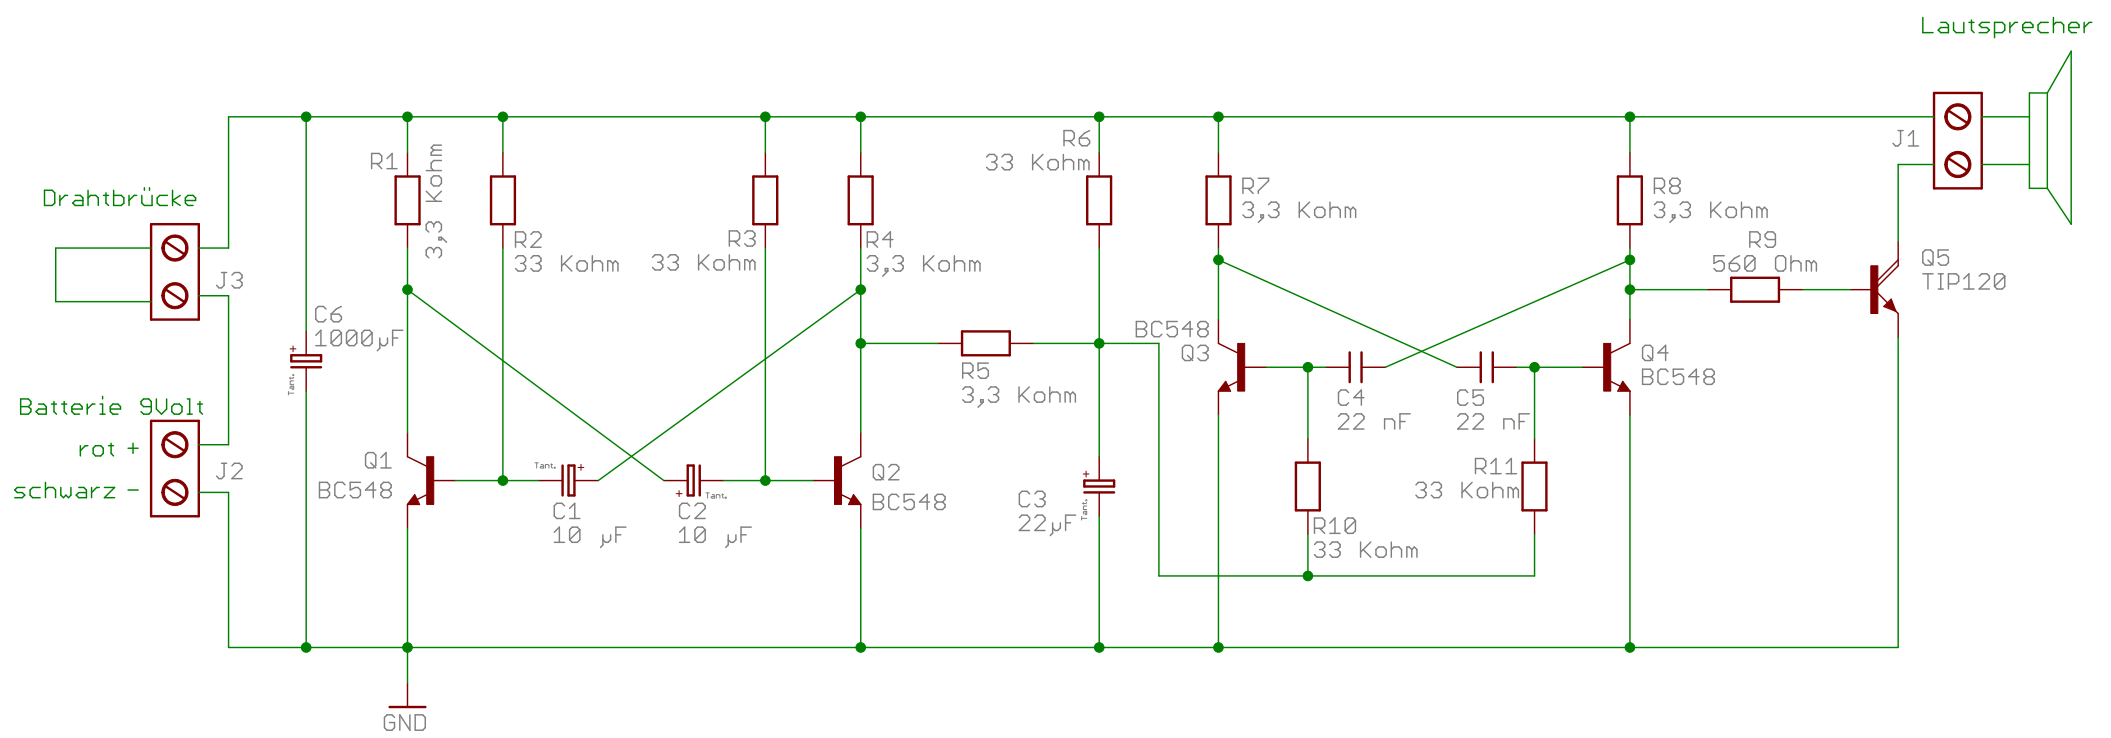 Lautsprecher
J1
R6
33 Kohm
R1
3,3 Kohm
R7
3,3 Kohm
R8
3,3 Kohm
Drahtbrücke
J3
R2
33 Kohm
R3
33 Kohm
R4
3,3 Kohm
R9
560 Ohm
Q5
TIP120
C6
1000µF
+
Tant.
BC548
Q3
Q4
BC548
R5
3,3 Kohm
C4
22 nF
C5
22 nF
Batterie 9Volt
rot +
J2
schwarz -
Q1
BC548
Tant.
+
+
Tant.
Q2
BC548
C1
10 µF
C2
10 µF
+
C3
22µF
Tant.
R11
33 Kohm
R10
33 Kohm
GND